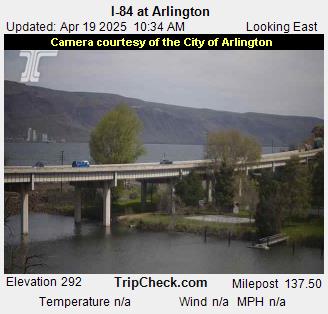 I-84 at Arlington
Updated: Apr 19 2025 10:34 AM Looking East
Camera courtesy of the City of Arlington
Elevation 292 TripCheck.com Milepost 137.50
Temperature n/a Wind n/a MPH n/a